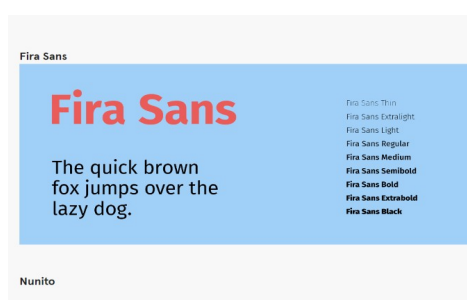 Fira Sans
Fira Sans
The quick brown
fox jumps over the
lazy dog.
Fira Sans Thin
Fira Sans Extralight
Fira Sans Light
Fira Sans Regular
Fira Sans Medium
Fira Sans Semibold
Fira Sans Bold
Fira Sans Extrabold
Fira Sans Black
Nunito